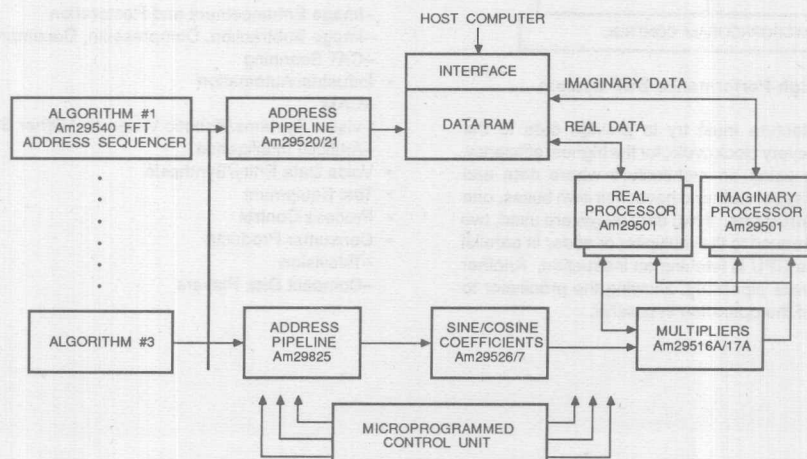 HOST COMPUTER
INTERFACE
DATA RAM
IMAGINARY DATA
REAL DATA
ALGORITHM #1
Am29540 FFT
ADDRESS SEQUENCER
ADDRESS
PIPELINE
Am29520/21
REAL
PROCESSOR
Am29501
IMAGINARY
PROCESSOR
Am29501
ALGORITHM #3
ADDRESS
PIPELINE
Am29825
SINE/COSINE
COEFFICIENTS
Am29526/7
MULTIPLIERS
Am29516A/17A
MICROPROGRAMMED
CONTROL UNIT